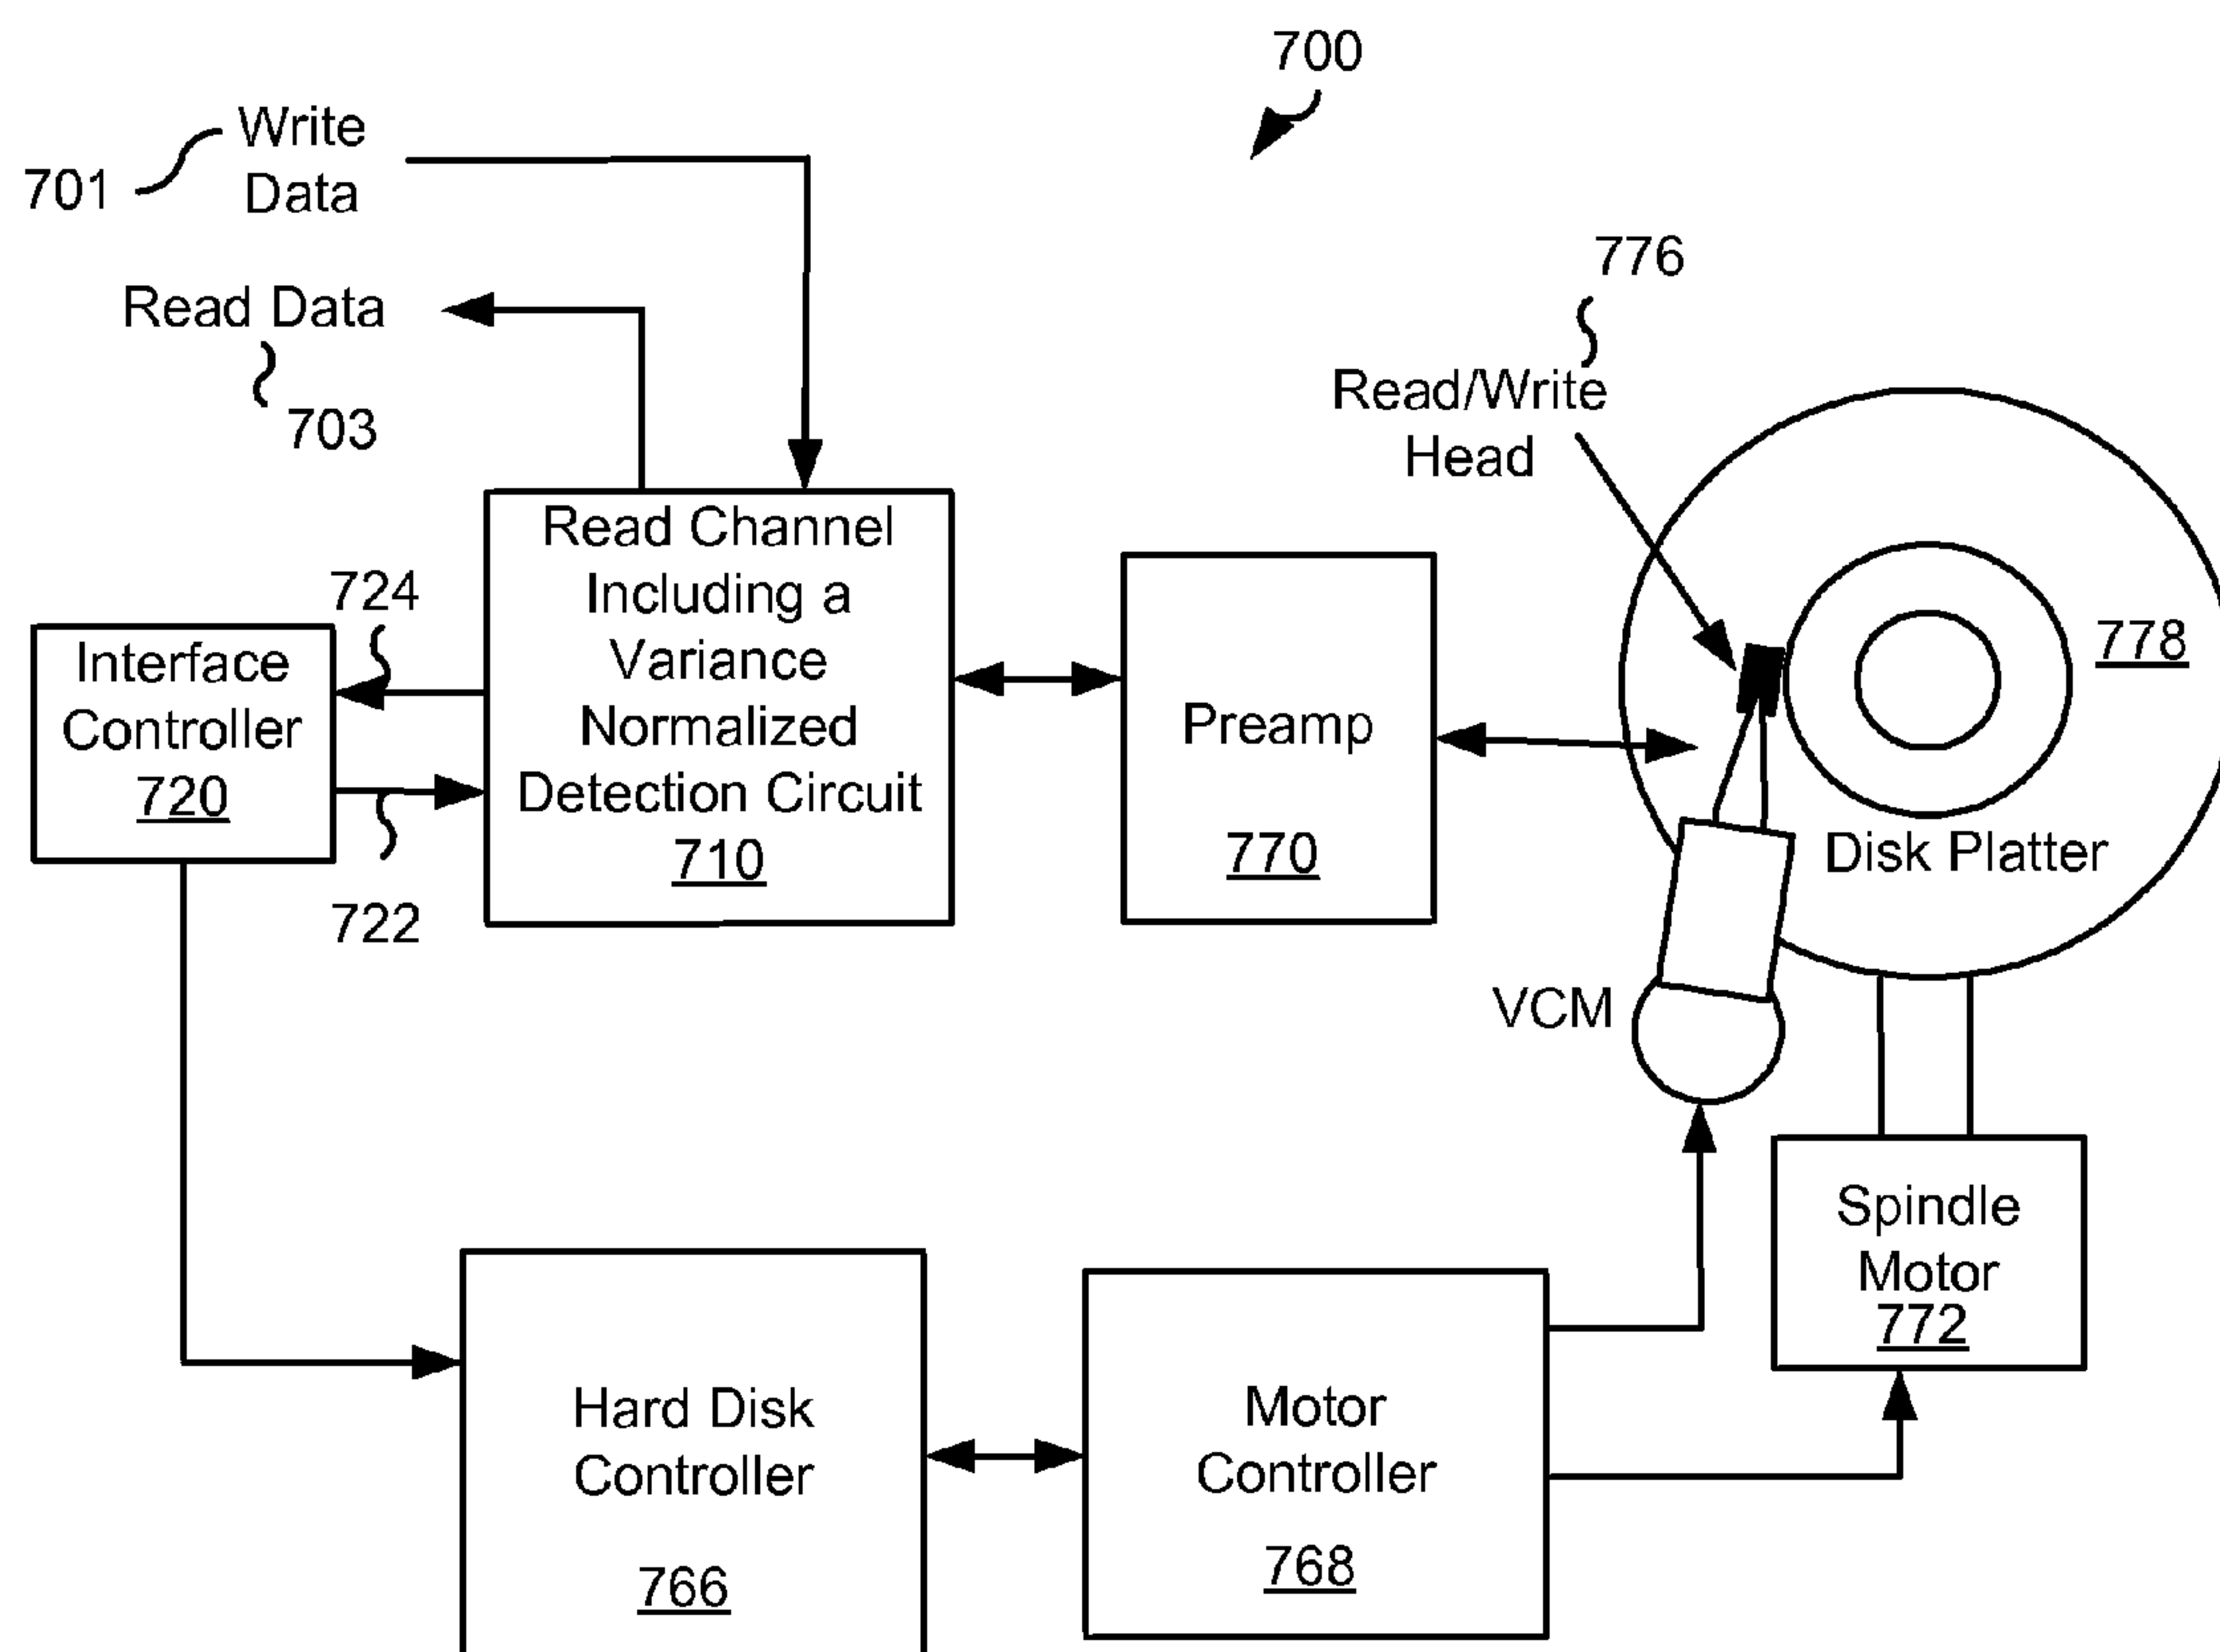 700
Write
Data
701
Read Data
703
776
Read/Write
Head
Read Channel
Including a
Variance
Normalized
Detection Circuit
710
724
722
Interface
Controller
720
Preamp
770
778
Disk Platter
VCM
Spindle
Motor
772
Hard Disk
Controller
766
Motor
Controller
768